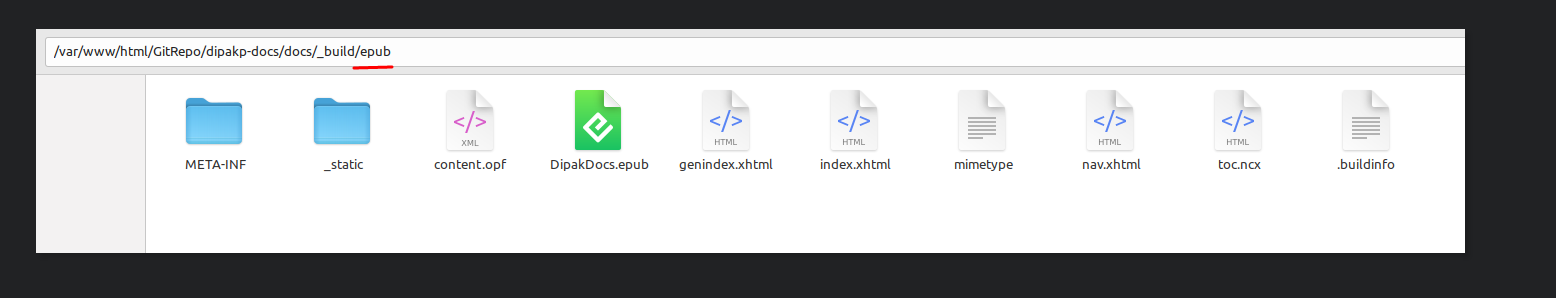 /var/www/html/GitRepo/dipakp-docs/docs/_build/epub
</> </> </> </> </>
XML HTML HTML HTML HTML
META-INF _static content.opf DipakDocs.epub genindex.xhtml index.xhtml mimetype nav.xhtml toc.ncx .buildinfo